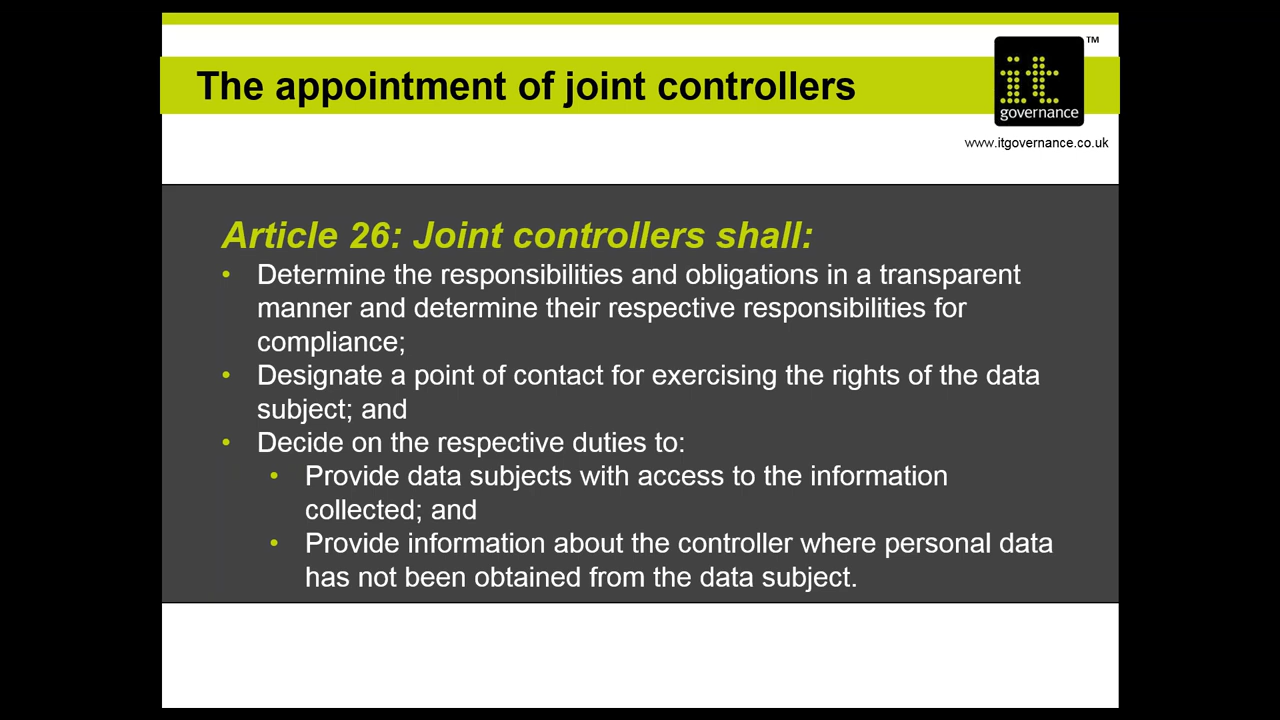 The appointment of joint controllers
it
governance
TM
www.itgovernance.co.uk
Article 26: Joint controllers shall:
• Determine the responsibilities and obligations in a transparent
manner and determine their respective responsibilities for
compliance;
• Designate a point of contact for exercising the rights of the data
subject; and
• Decide on the respective duties to:
• Provide data subjects with access to the information
collected; and
• Provide information about the controller where personal data
has not been obtained from the data subject.